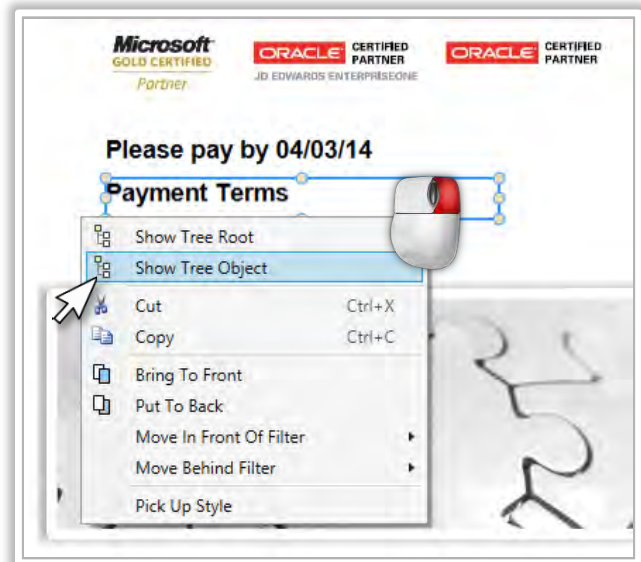 Microsoft
GOLD CERTIFIED
Partner
ORACLE CERTIFIED PARTNER
JD EDWARDS ENTERPRISEONE
ORACLE CERTIFIED PARTNER
Please pay by 04/03/14
Payment Terms
Show Tree Root
Show Tree Object
Cut Ctrl+X
Copy Ctrl+C
Bring To Front
Put To Back
Move In Front Of Filter
Move Behind Filter
Pick Up Style